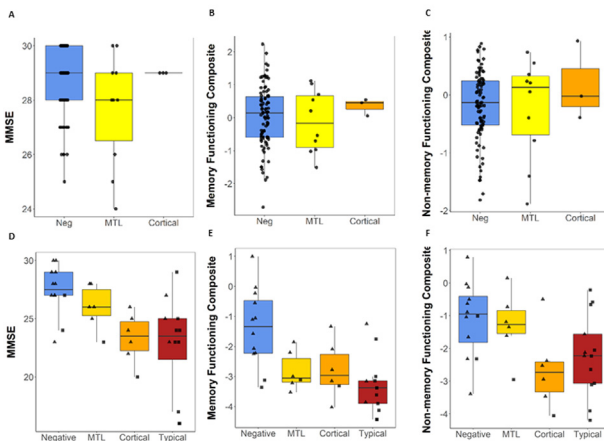 A
MMSE
30
28
26
24
Neg MTL Cortical
B
Memory Functioning Composite
2
1
0
-1
-2
Neg MTL Cortical
C
Non-memory Functioning Composite
1
-0
-1
-2
Neg MTL Cortical
D
MMSE
30
25
20
Negative MTL Cortical Typical
E
Memory Functioning Composite
1
0
-1
-2
-3
-4
Negative MTL Cortical Typical
F
Non-memory Functioning Composite
1
0
-1
-2
-3
-4
Negative MTL Cortical Typical